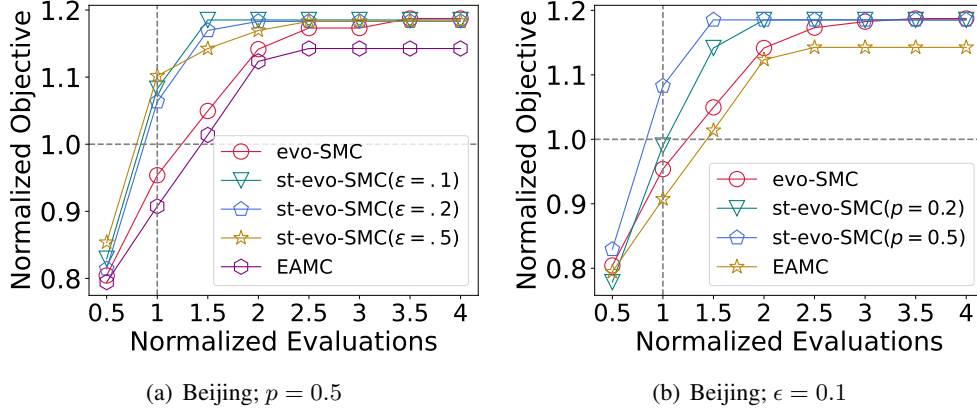 Normalized Objective
1.2
1.1
1.0
0.9
0.8
evo-SMC
st-evo-SMC(ε = .1)
st-evo-SMC(ε = .2)
st-evo-SMC(ε = .5)
EAMC
0.5 1 1.5 2 2.5 3 3.5 4
Normalized Evaluations
(a) Beijing; p = 0.5
Normalized Objective
1.2
1.1
1.0
0.9
0.8
evo-SMC
st-evo-SMC(p = 0.2)
st-evo-SMC(p = 0.5)
EAMC
0.5 1 1.5 2 2.5 3 3.5 4
Normalized Evaluations
(b) Beijing; ϵ = 0.1